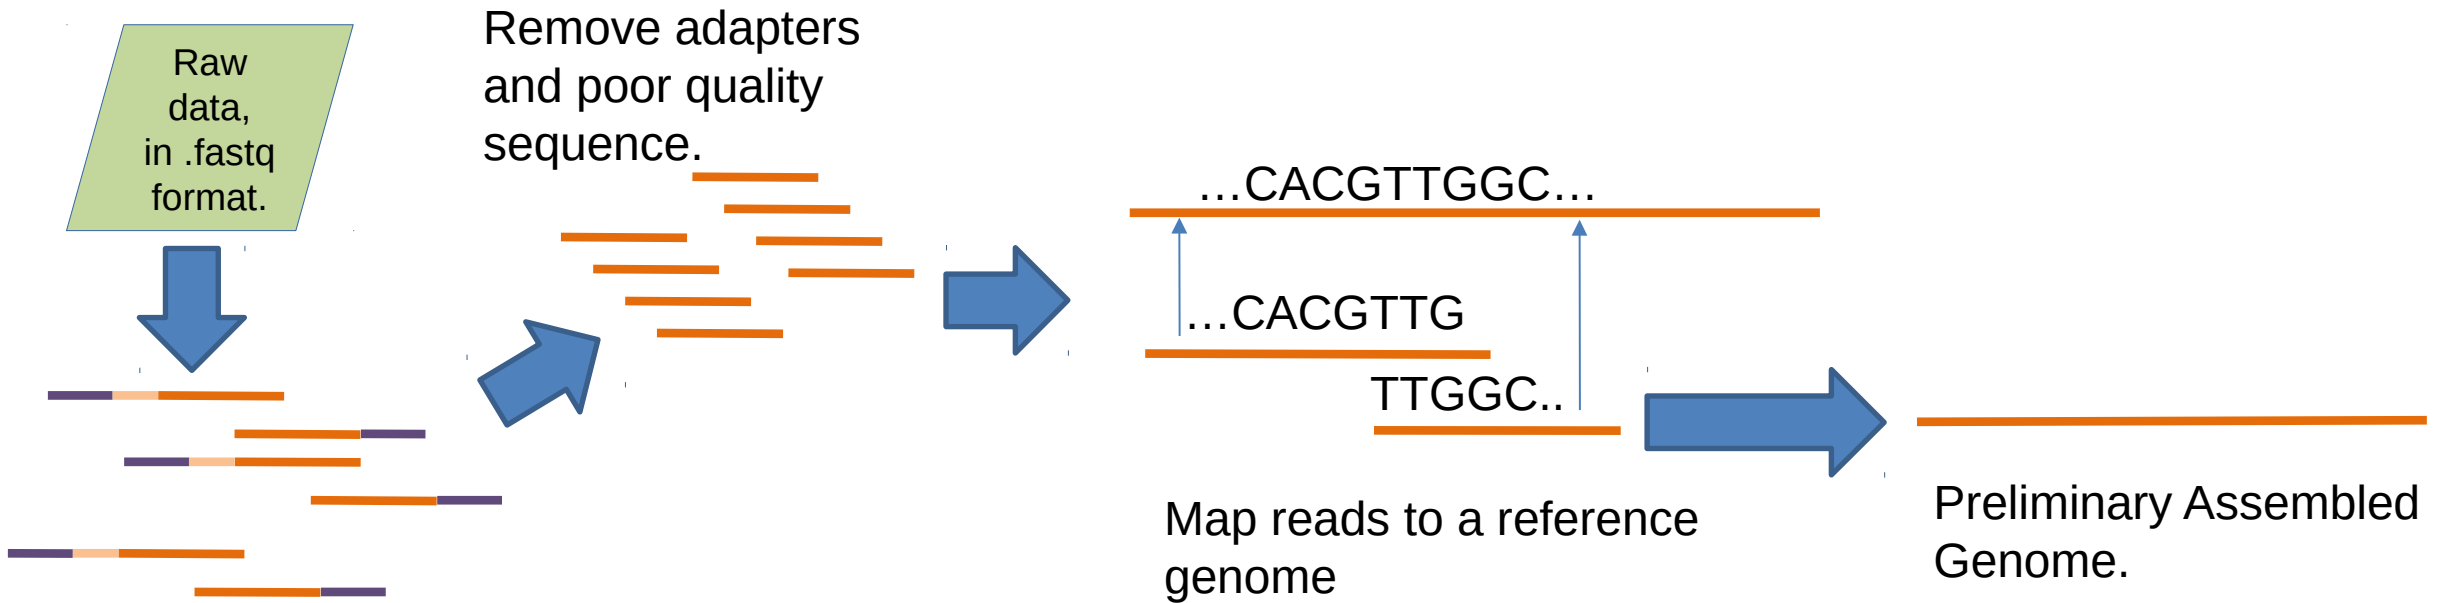 Raw
data,
in .fastq
format.
Remove adapters
and poor quality
sequence.
…CACGTTGGC…
…CACGTTG
TTGGC..
Map reads to a reference
genome
Preliminary Assembled
Genome.